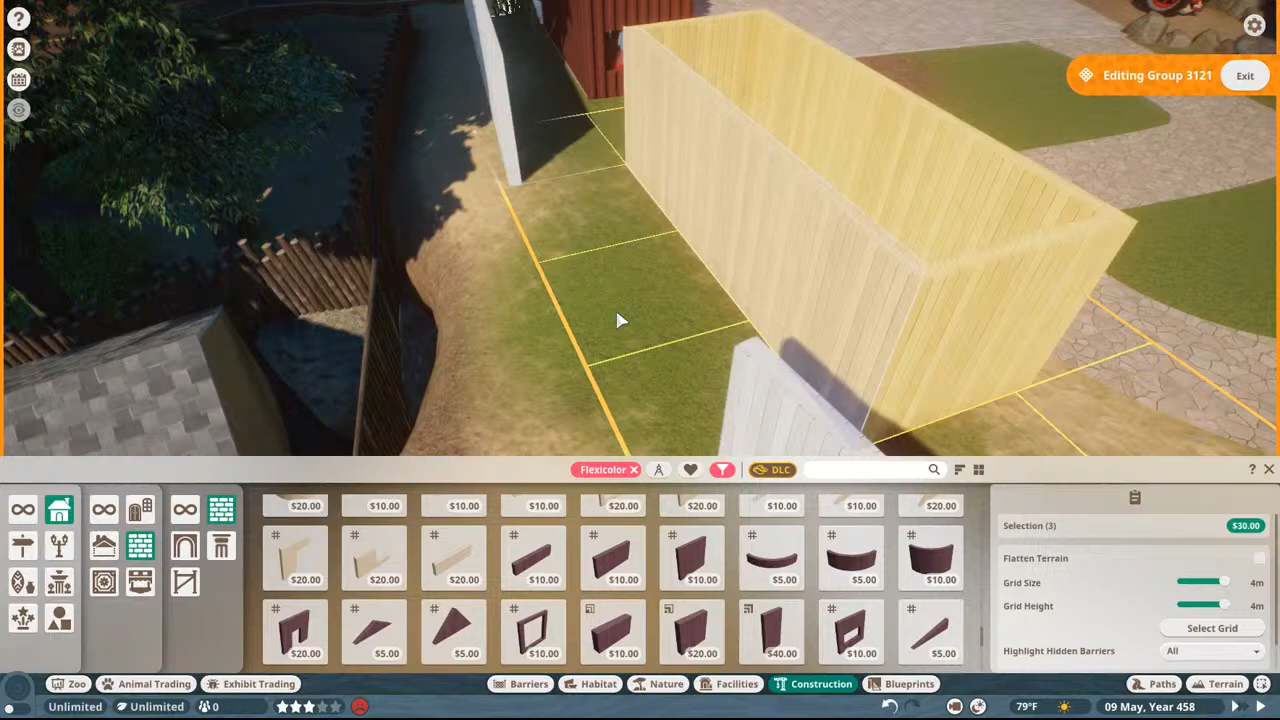 Editing Group 3121
Exit
Flexicolor
DLC
$20.00 $10.00 $10.00 $10.00 $20.00 $20.00 $10.00 $10.00 $20.00
$20.00 $20.00 $20.00 $10.00 $10.00 $10.00 $5.00 $5.00 $10.00
$20.00 $5.00 $5.00 $10.00 $10.00 $20.00 $40.00 $10.00 $5.00
Selection (3) $30.00
Flatten Terrain
Grid Size 4m
Grid Height 4m
Select Grid
Highlight Hidden Barriers All
Zoo Animal Trading Exhibit Trading Barriers Habitat Nature Facilities Construction Blueprints Paths Terrain
Unlimited Unlimited 0 79°F 09 May, Year 458